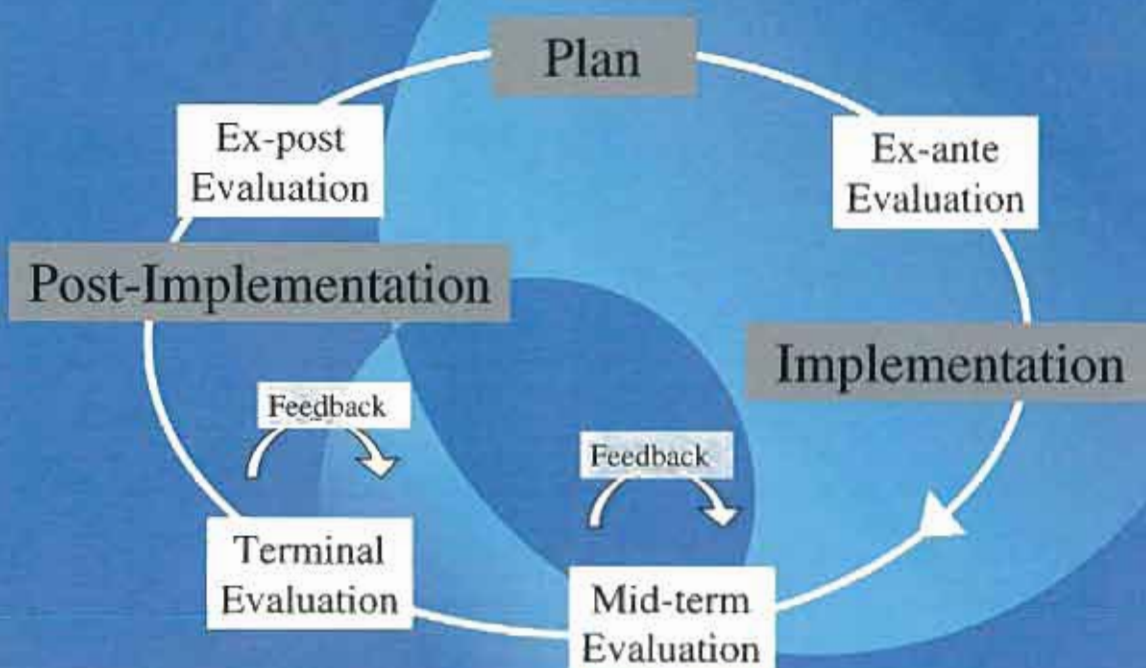 Plan
Ex-post
Evaluation
Ex-ante
Evaluation
Post-Implementation
Implementation
Feedback
Feedback
Terminal
Evaluation
Mid-term
Evaluation